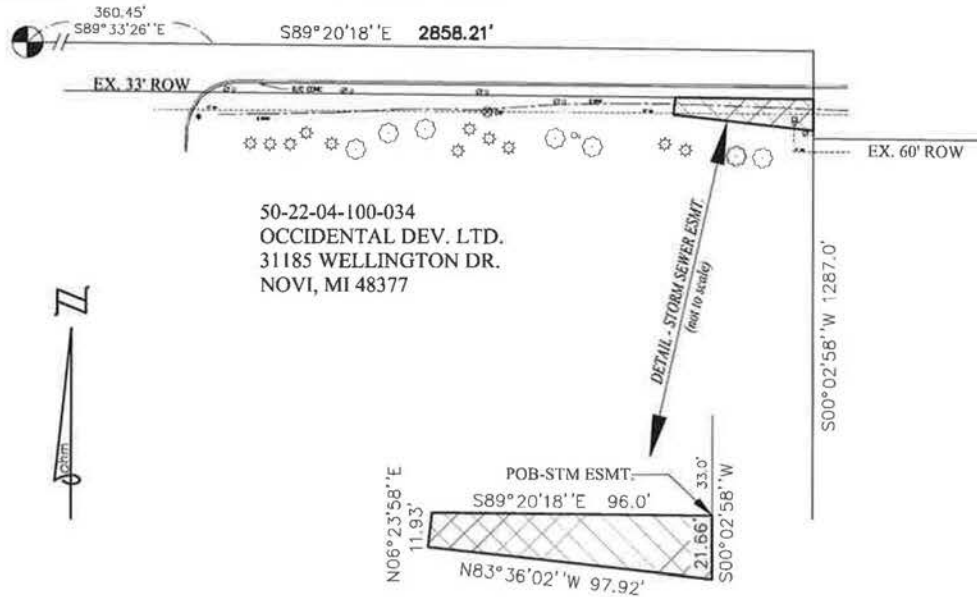 360.45'
S89°33'26''E
S89°20'18''E 2858.21'
EX. 33' ROW
EX. 60' ROW
50-22-04-100-034
OCCIDENTAL DEV. LTD.
31185 WELLINGTON DR.
NOVI, MI 48377
DETAIL - STORM SEWER ESMT.
(not to scale)
S00°02'58''W 1287.0'
N
ohm
POB-STM ESMT.
33.0'
S89°20'18''E 96.0'
N06°23'58''E
11.93'
21.66'
S00°02'58''W
N83°36'02''W 97.92'